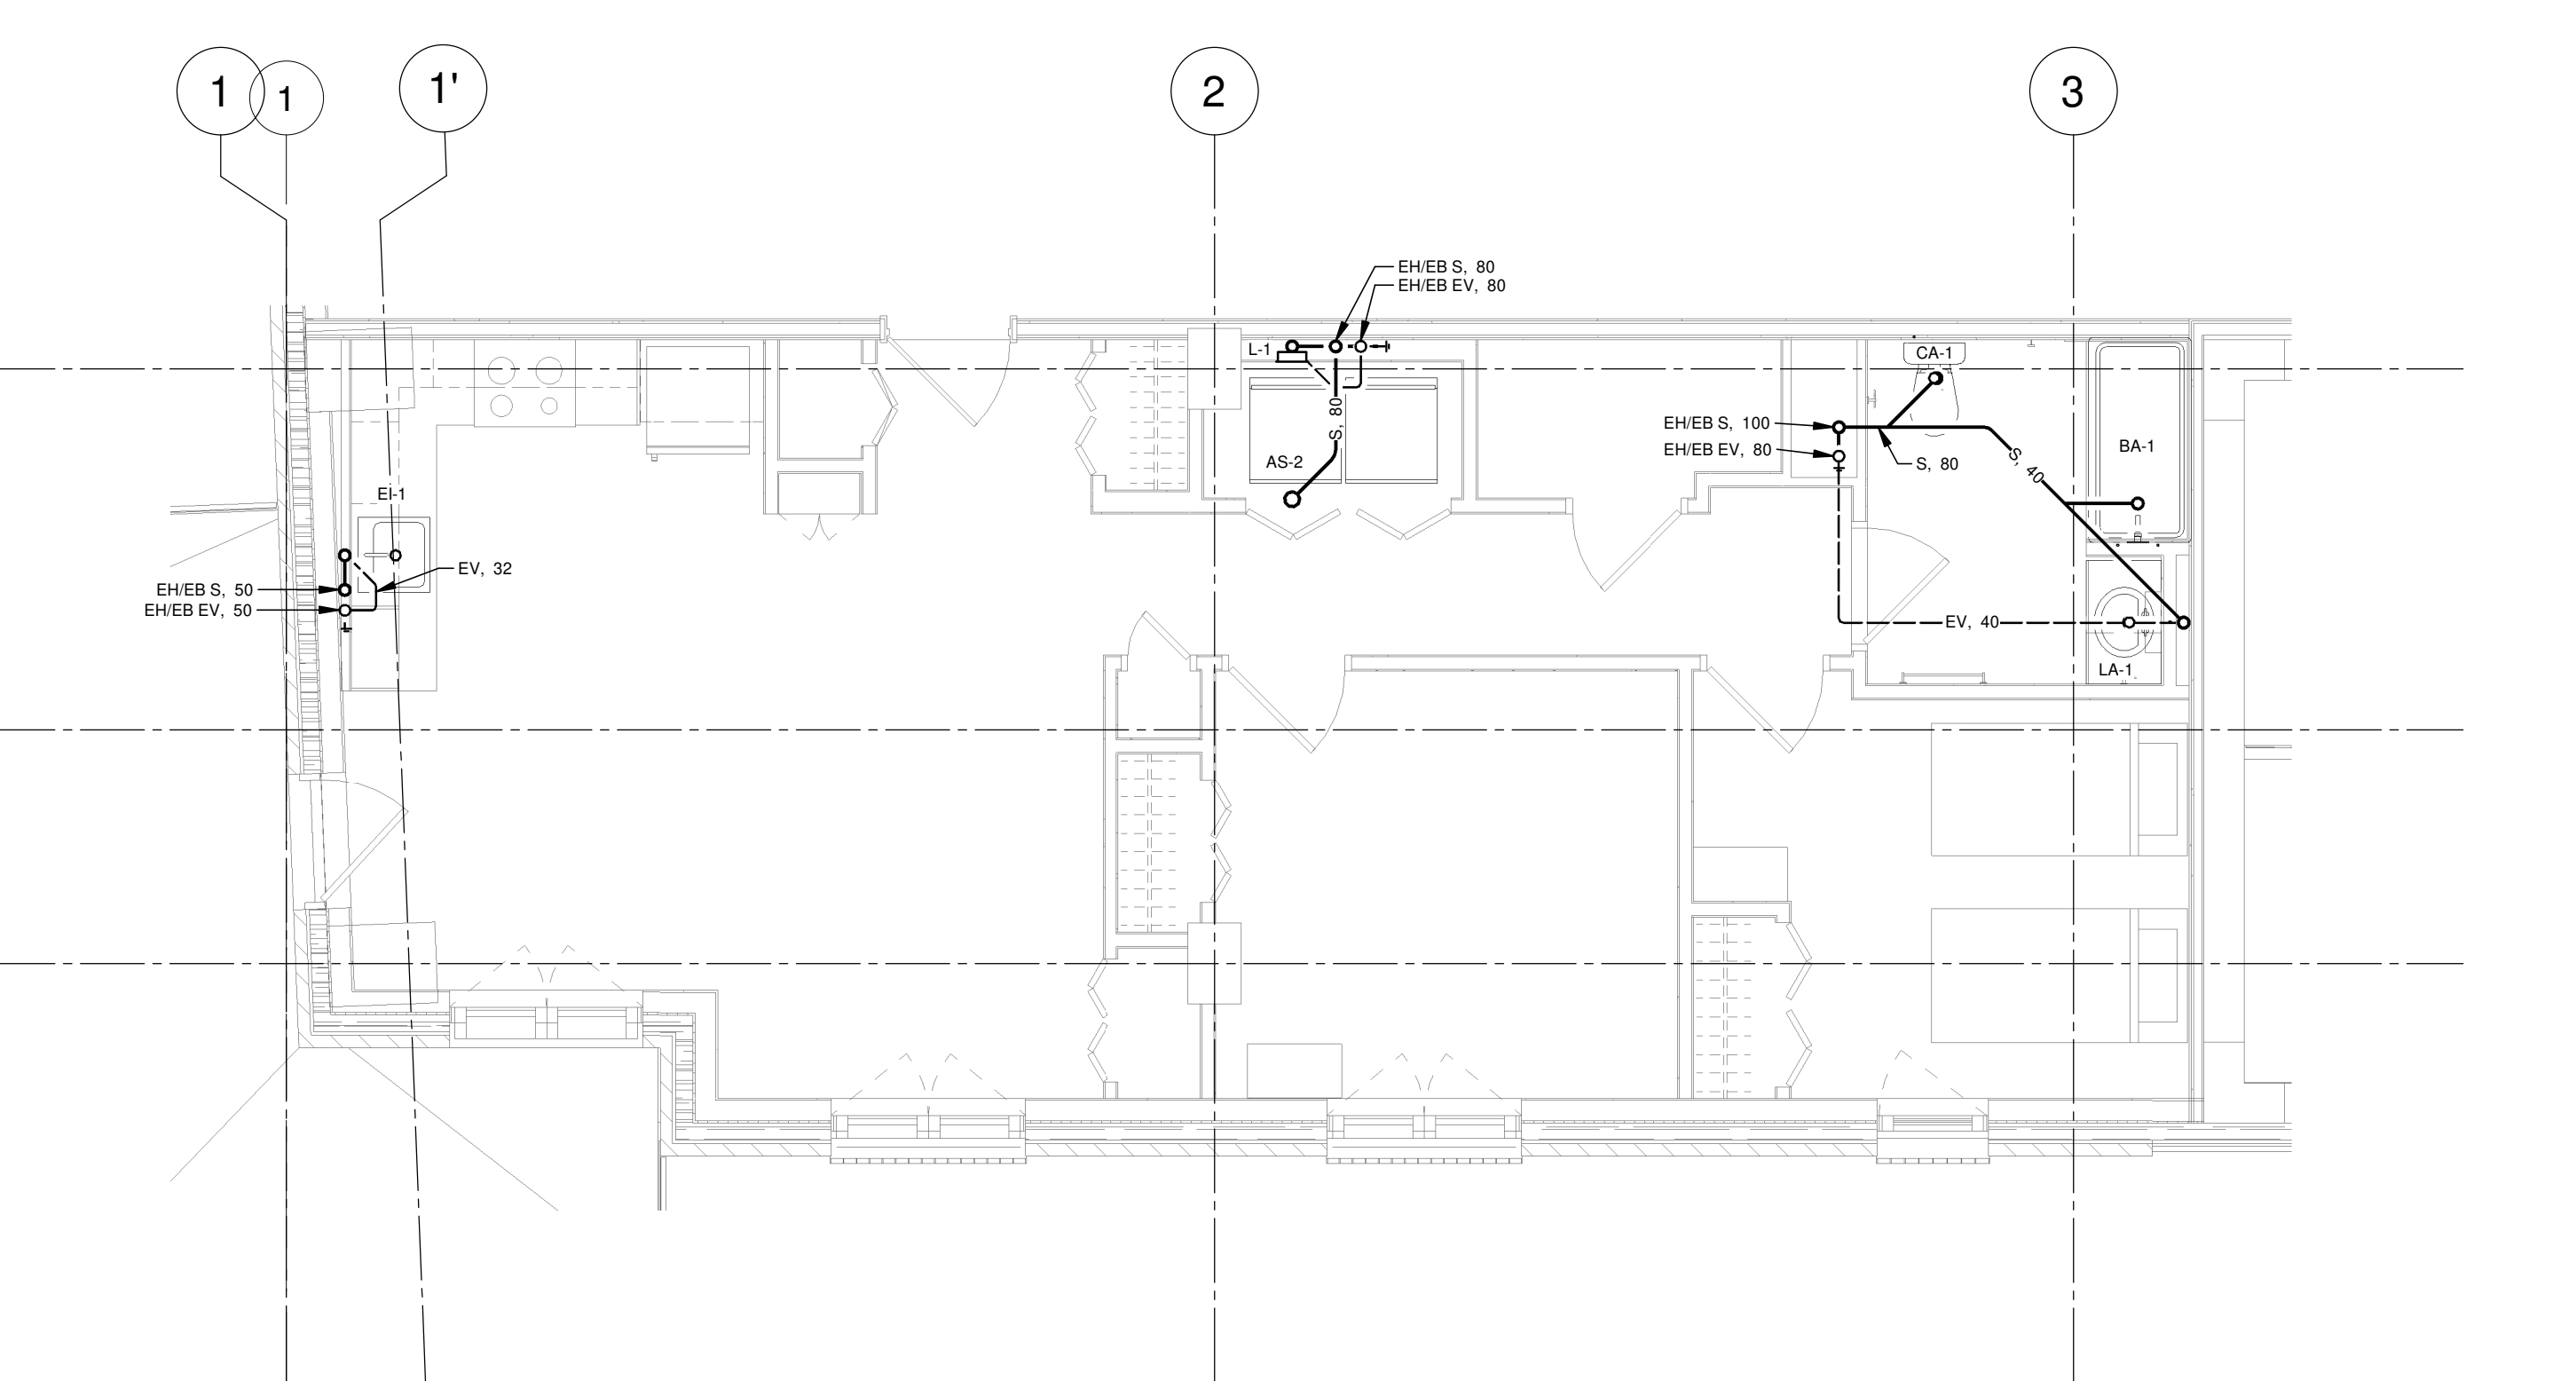 1
1
1'
2
3
EH/EB S, 80
EH/EB EV, 80
L-1
CA-1
S, 80
EH/EB S, 100
EH/EB EV, 80
S, 80
S, 40
BA-1
AS-2
EI-1
EV, 32
EH/EB S, 50
EH/EB EV, 50
EV, 40
LA-1